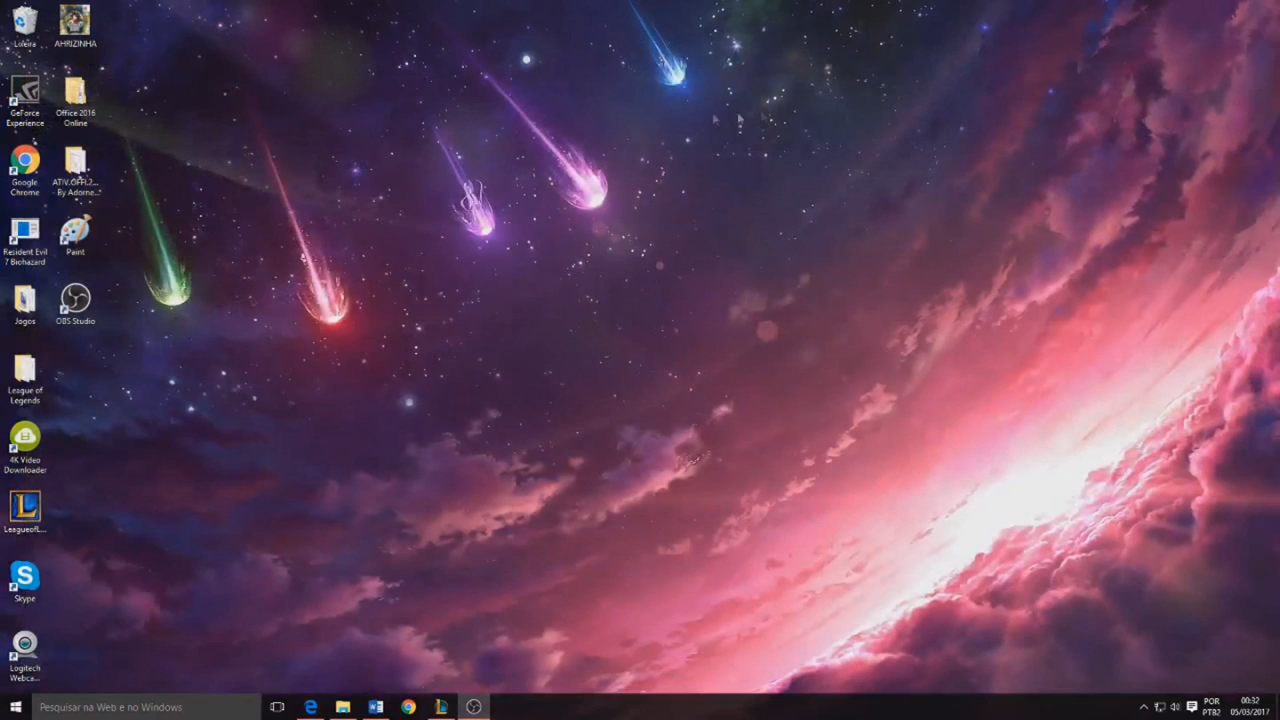 Lixeira
AHRIZINHA
GeForce
Experience
Office 2016
Online
Google
Chrome
ATIV.OFFI.2...
- By Adorne...
Resident Evil
7 Biohazard
Paint
Jogos
OBS Studio
League of
Legends
4K Video
Downloader
LeagueofL...
Skype
Logitech
Webca...
Pesquisar na Web e no Windows
POR
PTB2
00:32
05/03/2017